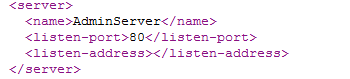 <server>
<name>AdminServer</name>
<listen-port>80</listen-port>
<listen-address></listen-address>
</server>